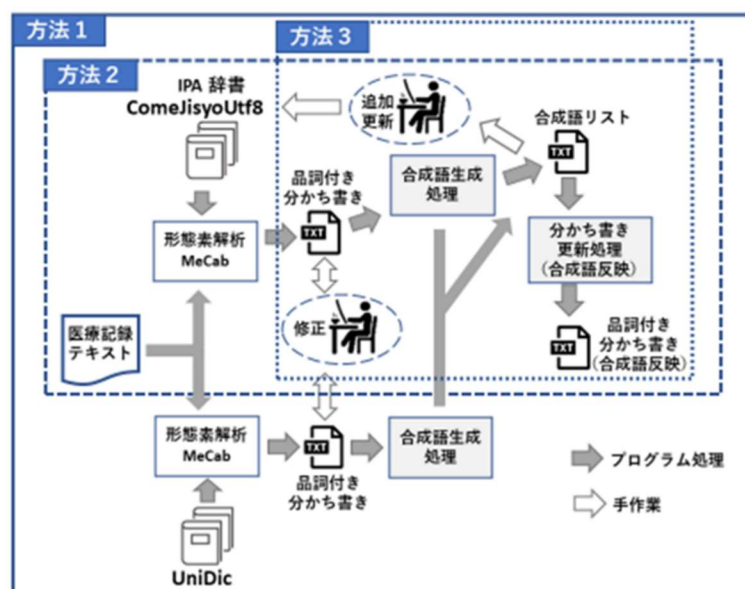 方法1
方法3
方法2
IPA 辞書
ComeJisyoUtf8
追加
更新
合成語リスト
TXT
品詞付き
分かち書き
TXT
合成語生成
処理
形態素解析
MeCab
分かち書き
更新処理
(合成語反映)
修正
医療記録
テキスト
TXT
品詞付き
分かち書き
(合成語反映)
形態素解析
MeCab
TXT
合成語生成
処理
品詞付き
分かち書き
プログラム処理
手作業
UniDic